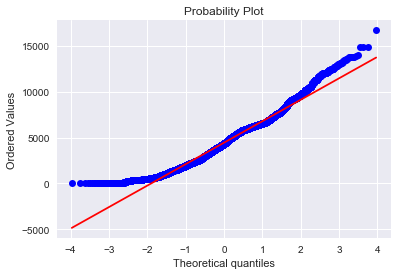 Probability Plot
Ordered Values
15000
10000
5000
0
−5000
−4 −3 −2 −1 0 1 2 3 4
Theoretical quantiles